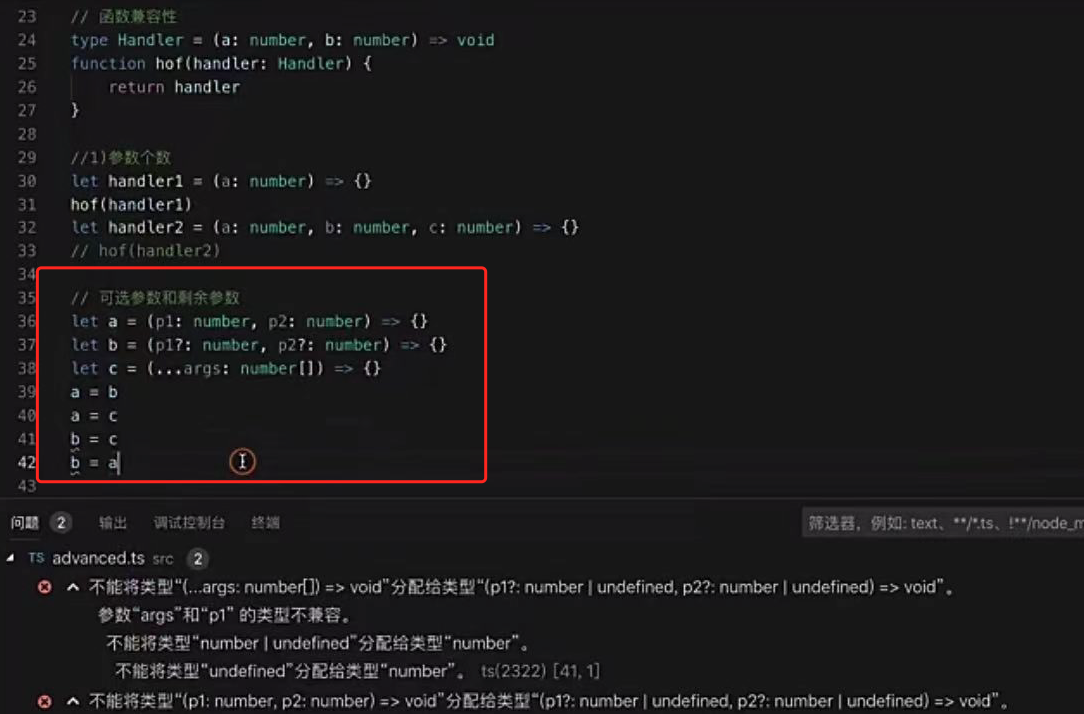 23 // 函数兼容性
24 type Handler = (a: number, b: number) => void
25 function hof(handler: Handler) {
26 return handler
27 }
28
29 //1)参数个数
30 let handler1 = (a: number) => {}
31 hof(handler1)
32 let handler2 = (a: number, b: number, c: number) => {}
33 // hof(handler2)
34
35 // 可选参数和剩余参数
36 let a = (p1: number, p2: number) => {}
37 let b = (p1?: number, p2?: number) => {}
38 let c = (...args: number[]) => {}
39 a = b
40 a = c
41 b = c
42 b = a
43
问题 2 输出 调试控制台 终端 筛选器，例如: text、**/*.ts、!**/node_m
TS advanced.ts src 2
不能将类型“(...args: number[]) => void”分配给类型“(p1?: number | undefined, p2?: number | undefined) => void”。
参数“args”和“p1” 的类型不兼容。
不能将类型“number | undefined”分配给类型“number”。
不能将类型“undefined”分配给类型“number”。 ts(2322) [41, 1]
不能将类型“(p1: number, p2: number) => void”分配给类型“(p1?: number | undefined, p2?: number | undefined) => void”。